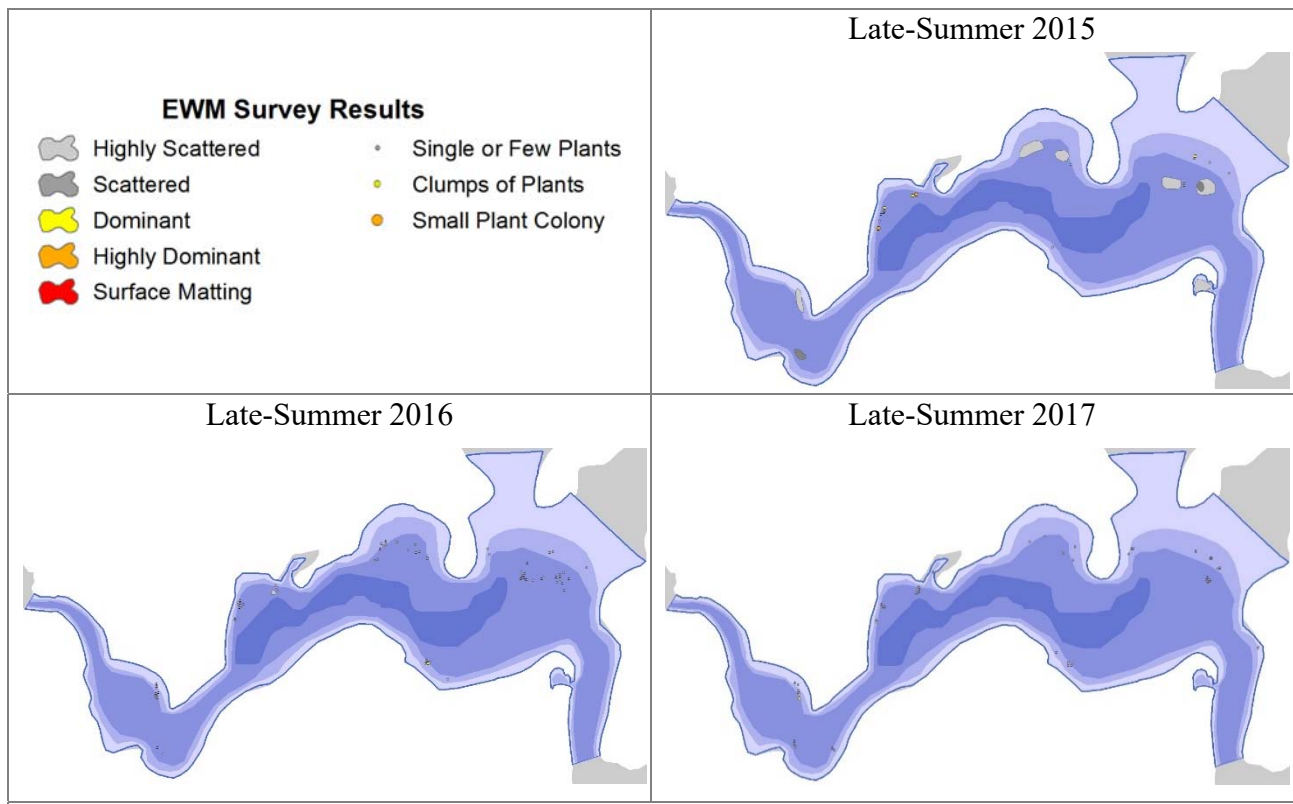 Late-Summer 2015
EWM Survey Results
Highly Scattered
Scattered
Dominant
Highly Dominant
Surface Matting
Single or Few Plants
Clumps of Plants
Small Plant Colony
Late-Summer 2016
Late-Summer 2017